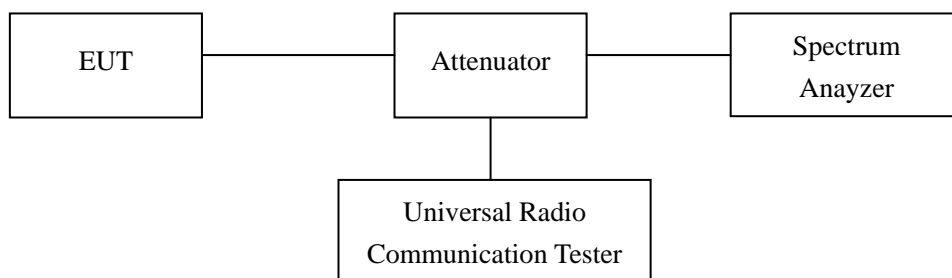 EUT
Attenuator
Spectrum
Anayzer
Universal Radio
Communication Tester